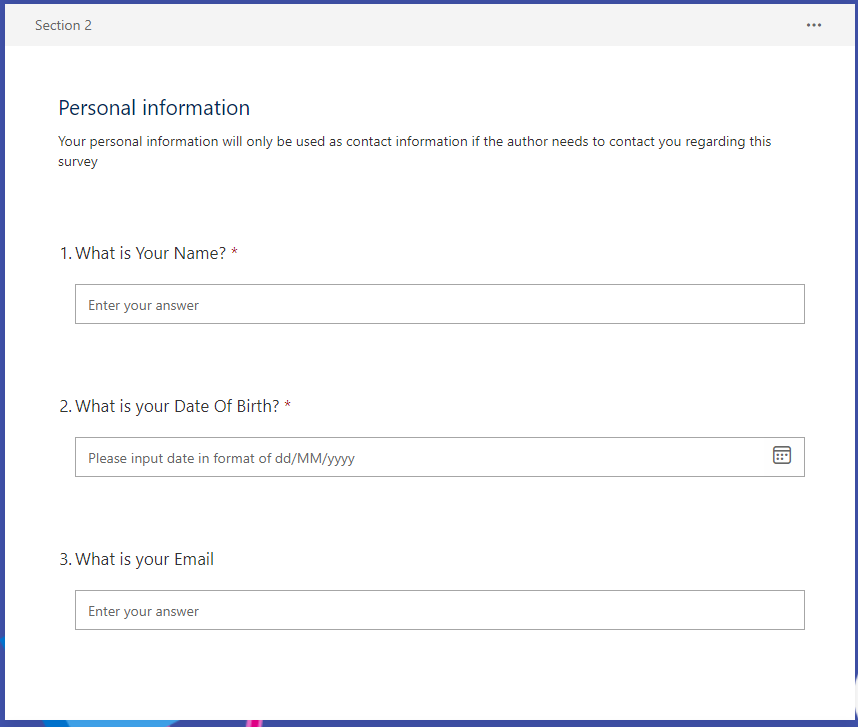 Section 2
Personal information
Your personal information will only be used as contact information if the author needs to contact you regarding this
survey
1. What is Your Name? *
Enter your answer
2. What is your Date Of Birth? *
Please input date in format of dd/MM/yyyy
3. What is your Email
Enter your answer